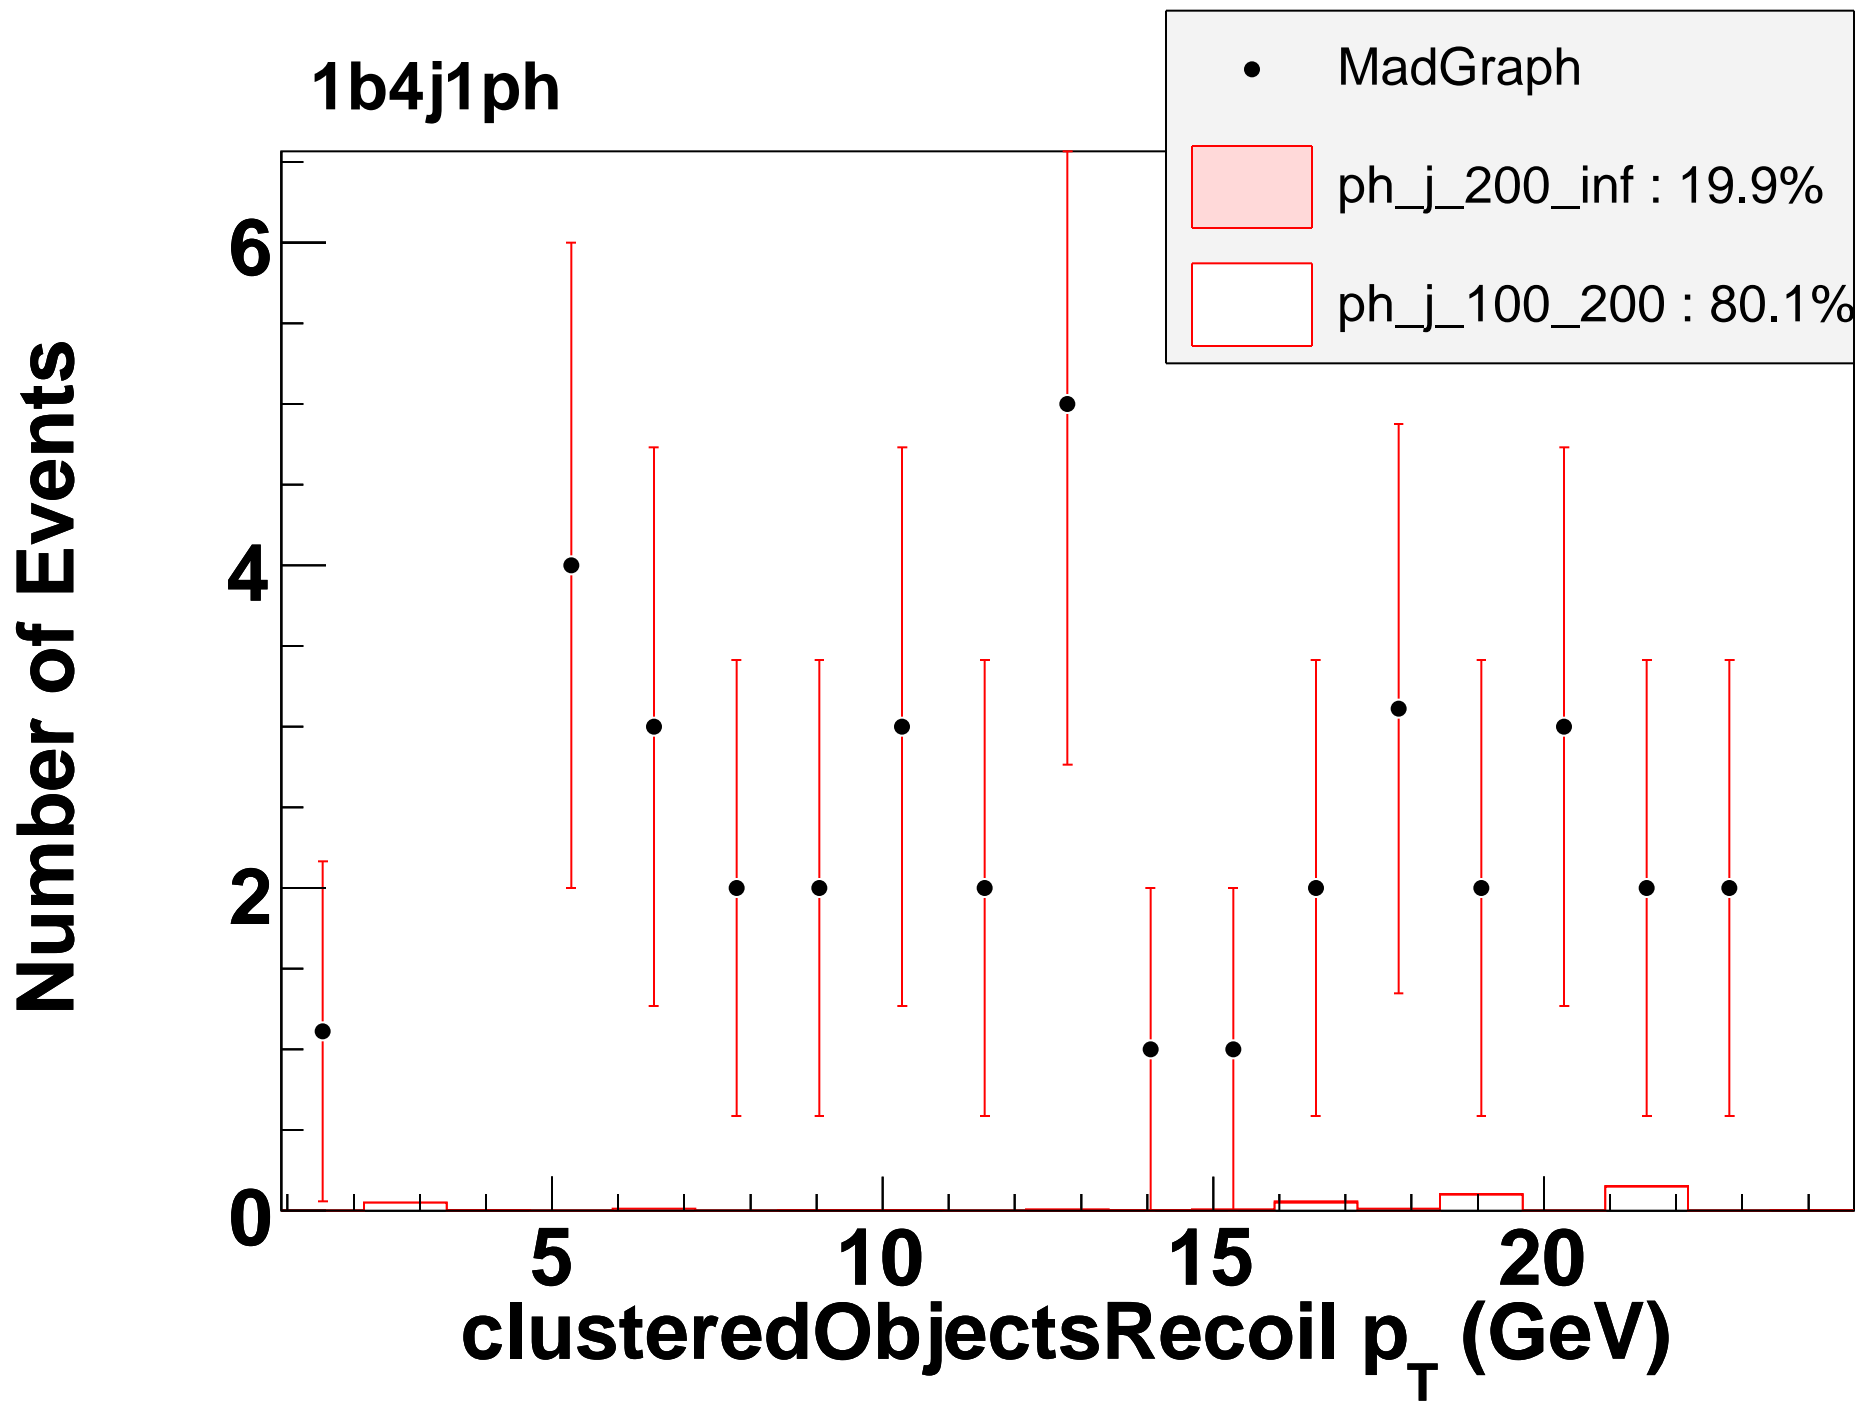 1b4j1ph
MadGraph
ph_j_200_inf : 19.9%
ph_j_100_200 : 80.1%
Number of Events
6
4
2
0
5 10 15 20
clusteredObjectsRecoil p_T (GeV)